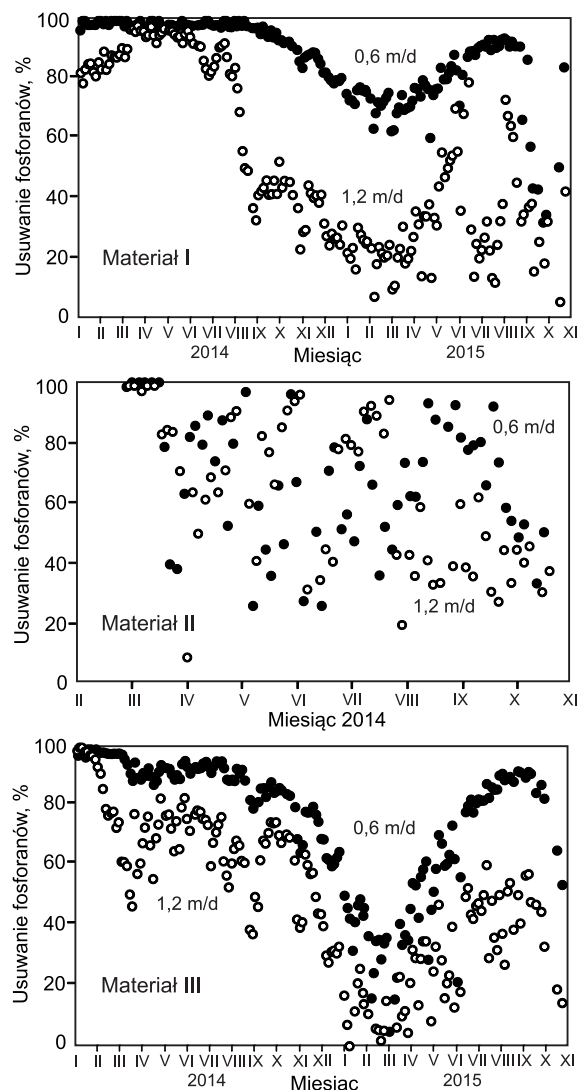 100
80
60
40
20
0
Usuwanie fosforanów, %
0,6 m/d
1,2 m/d
Materiał I
I II III IV V VI VII VIII IX X XI XII I II III IV V VI VII VIII IX X XI
2014 Miesiąc 2015
100
80
60
40
20
0
Usuwanie fosforanów, %
0,6 m/d
1,2 m/d
Materiał II
II III IV V VI VII VIII IX X XI
Miesiąc 2014
100
80
60
40
20
0
Usuwanie fosforanów, %
0,6 m/d
1,2 m/d
Materiał III
I II III IV V VI VII VIII IX X XI XII I II III IV V VI VII VIII IX X XI
2014 Miesiąc 2015